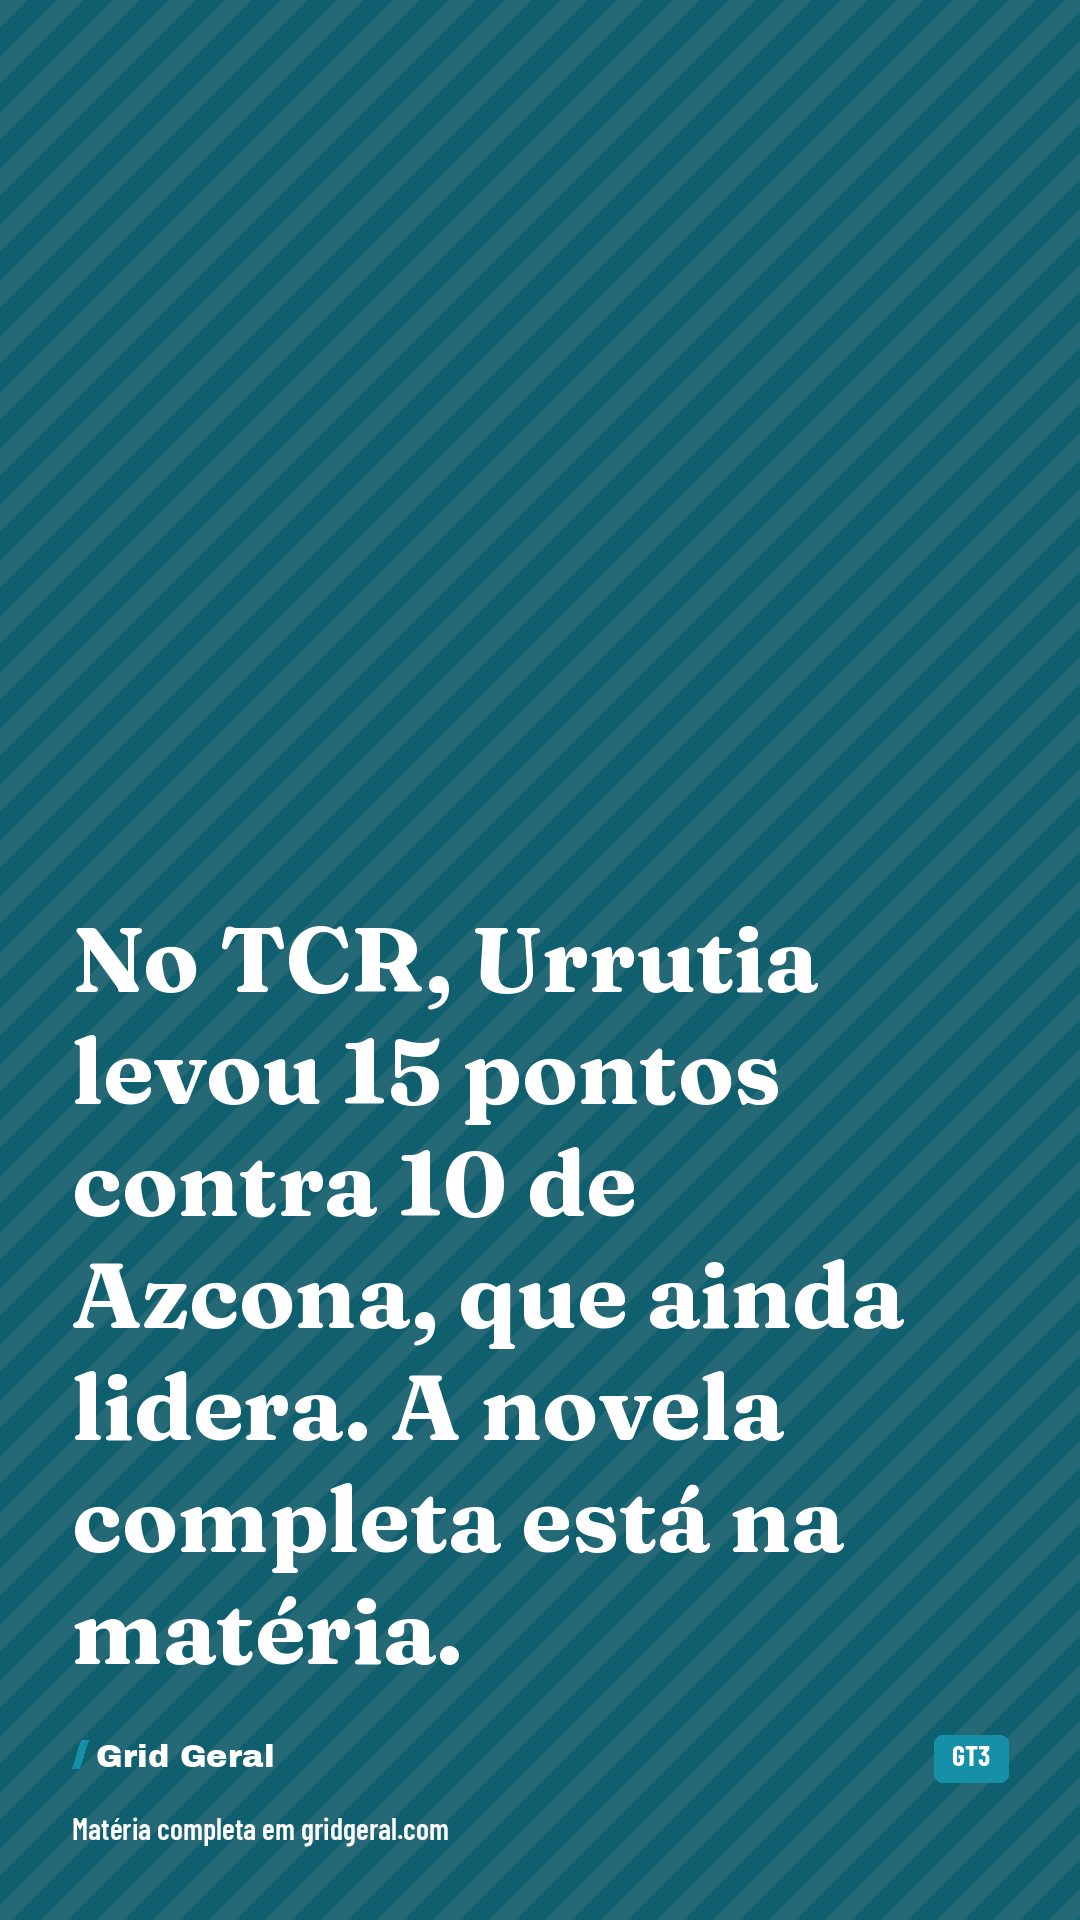 No TCR, Urrutia
levou 15 pontos
contra 10 de
Azcona, que ainda
lidera. A novela
completa está na
matéria.
/ Grid Geral
GT3
Matéria completa em gridgeral.com